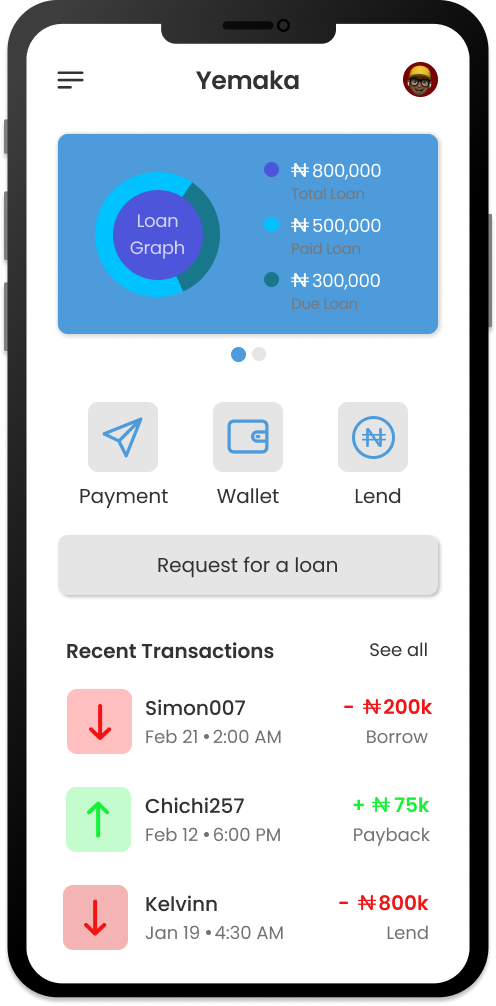 Yemaka
Loan
Graph
₦800,000
Total Loan
₦500,000
Paid Loan
₦300,000
Due Loan
Payment
Wallet
₦
Lend
Request for a loan
Recent Transactions
See all
Simon007
- ₦200k
Feb 21 • 2:00 AM
Borrow
Chichi257
+ ₦75k
Feb 12 • 6:00 PM
Payback
Kelvinn
- ₦800k
Jan 19 • 4:30 AM
Lend